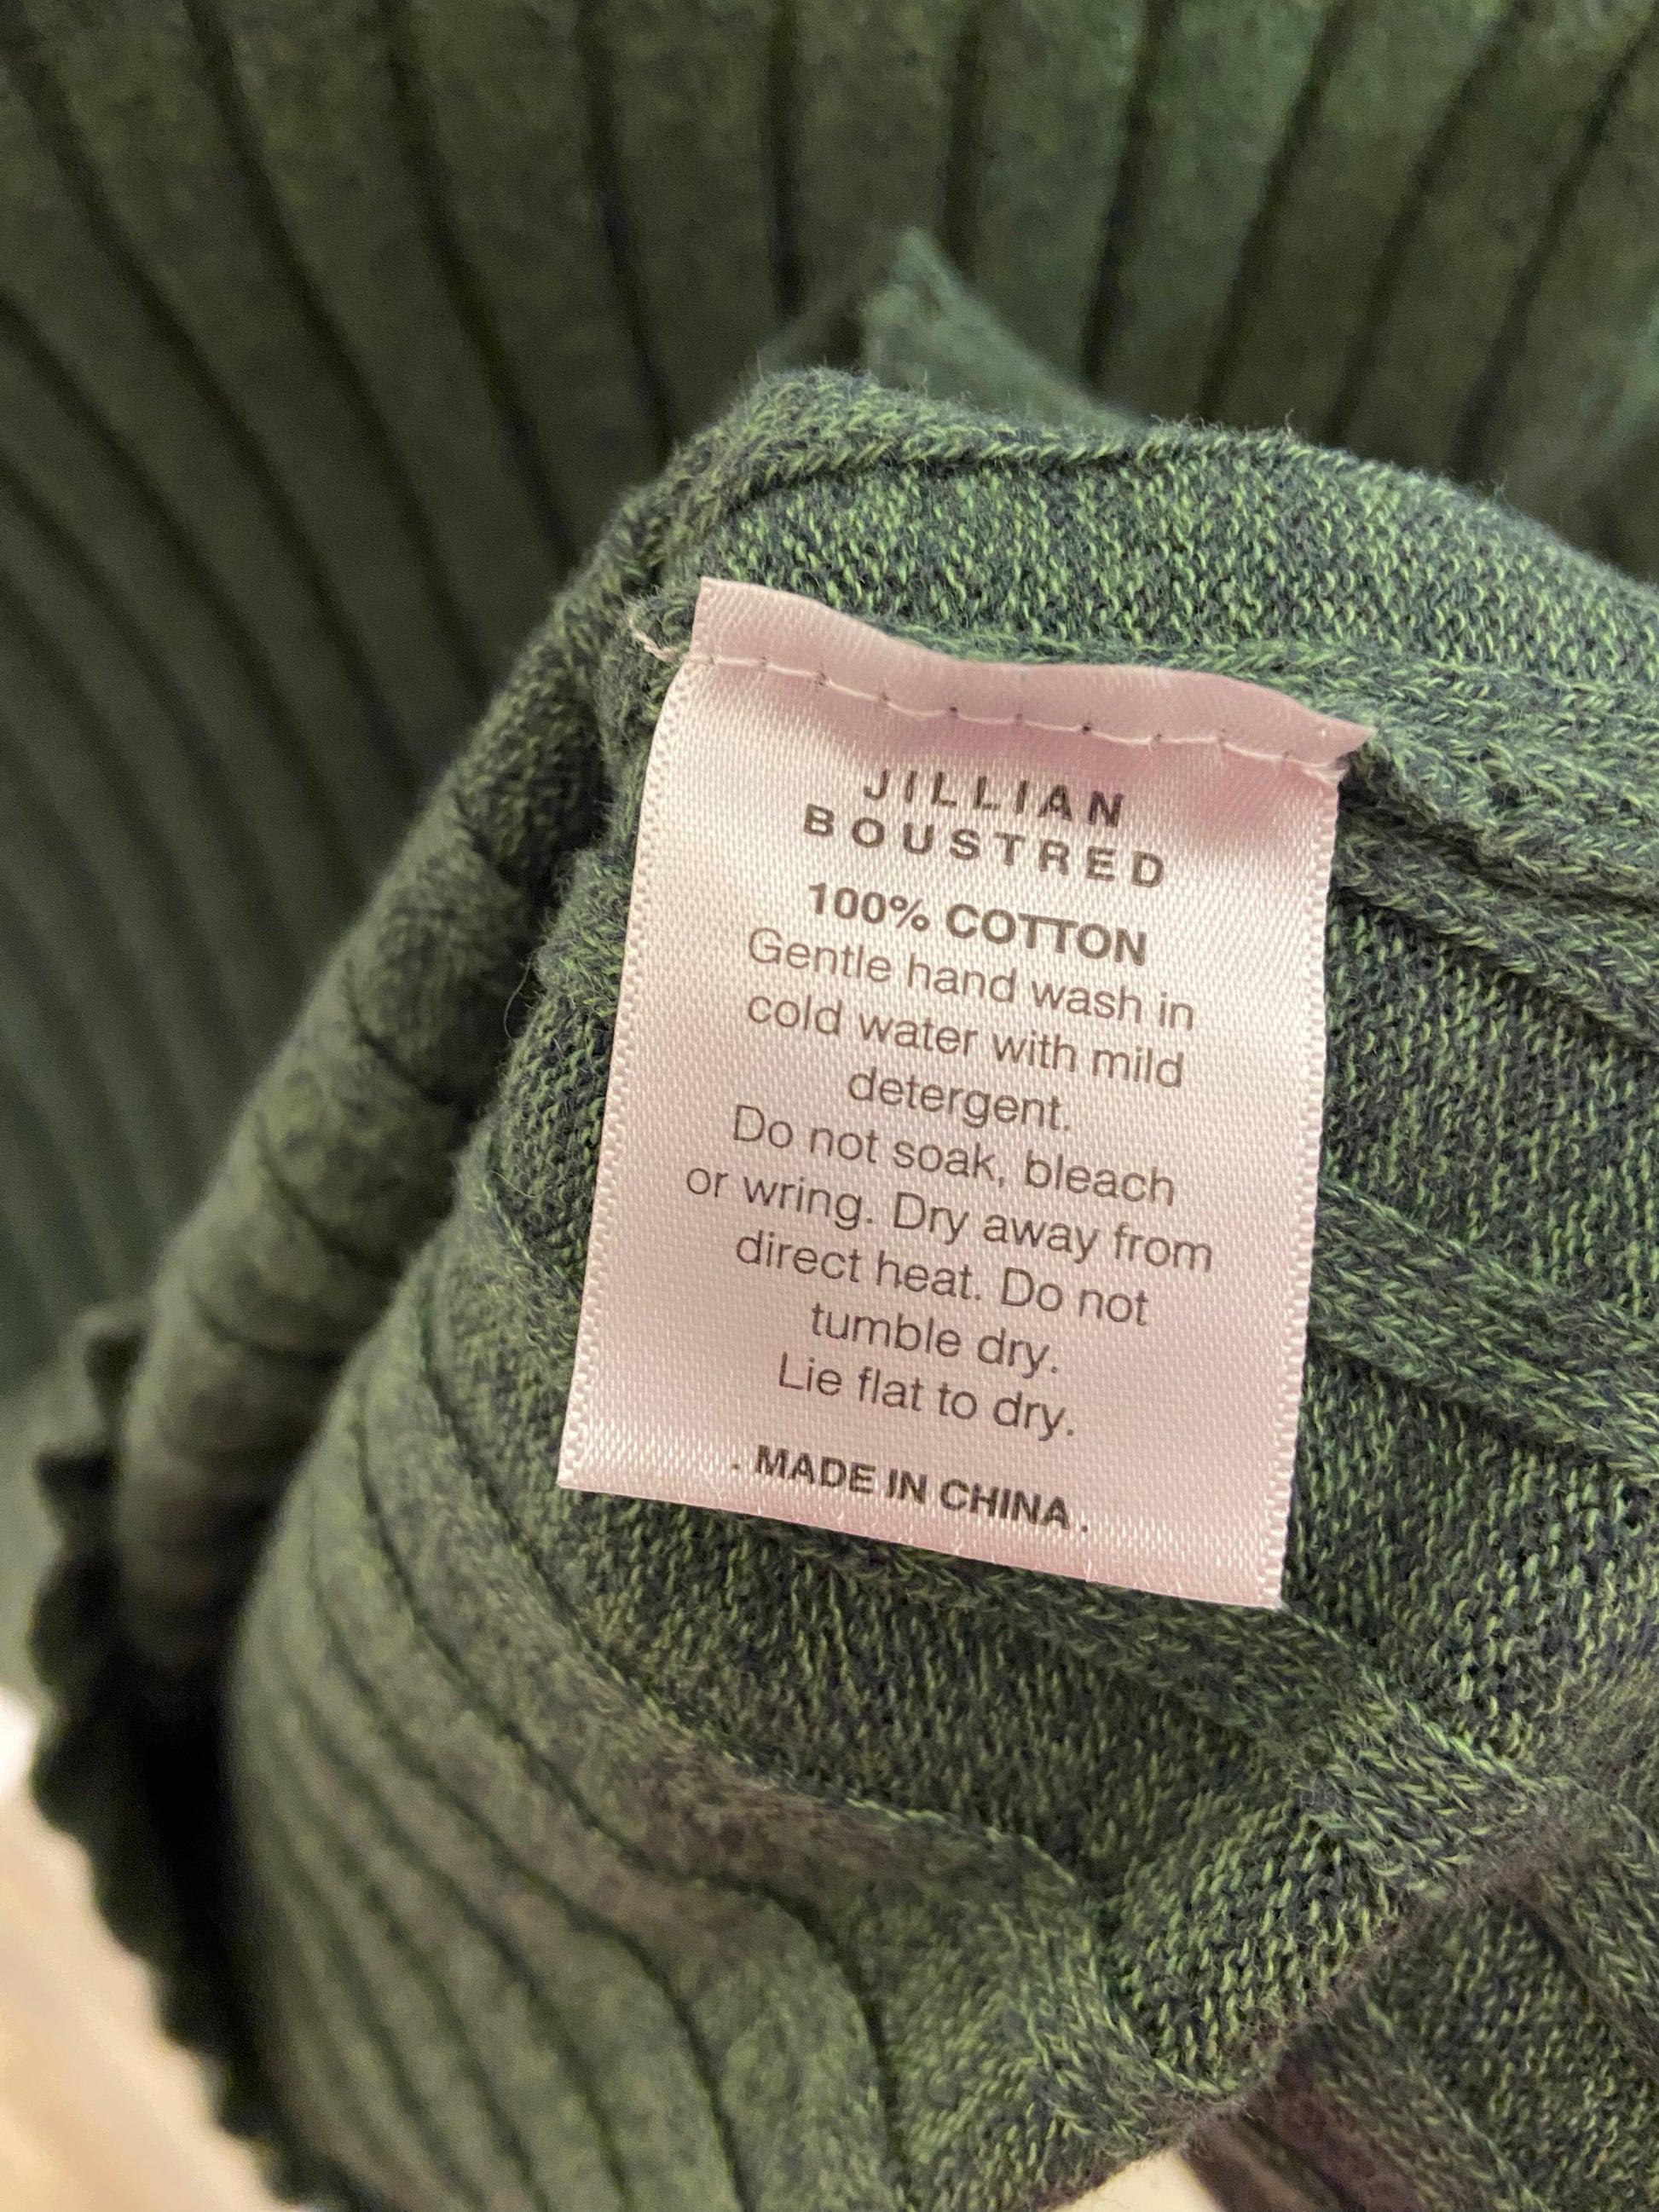 JILLIAN
BOUSTRED
100% COTTON
Gentle hand wash in
cold water with mild
detergent.
Do not soak, bleach
or wring. Dry away from
direct heat. Do not
tumble dry.
Lie flat to dry.
. MADE IN CHINA .